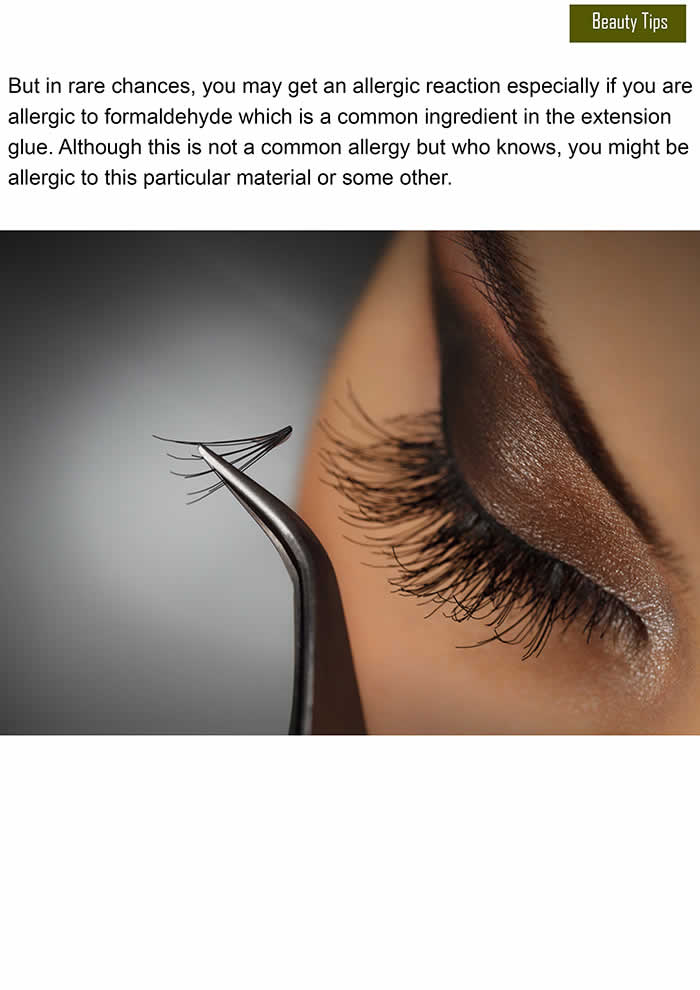 Beauty Tips
But in rare chances, you may get an allergic reaction especially if you are
allergic to formaldehyde which is a common ingredient in the extension
glue. Although this is not a common allergy but who knows, you might be
allergic to this particular material or some other.